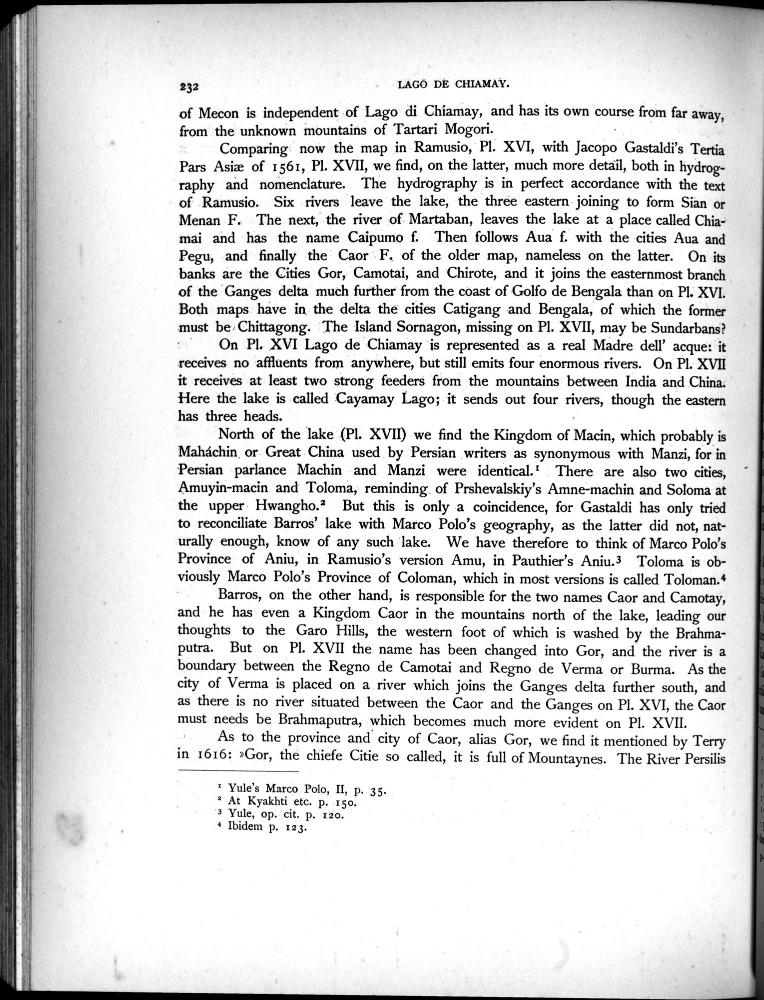 232
LAGO DE CHIAMAY.
of Mecon is independent of Lago di Chiamay, and has its own course from far away,
from the unknown mountains of Tartari Mogori.
Comparing now the map in Ramusio, Pl. XVI, with Jacopo Gastaldi's Tertia
Pars Asiæ of 1561, Pl. XVII, we find, on the latter, much more detail, both in hydrog-
raphy and nomenclature. The hydrography is in perfect accordance with the text
of Ramusio. Six rivers leave the lake, the three eastern joining to form Sian or
Menan F. The next, the river of Martaban, leaves the lake at a place called Chia-
mai and has the name Caipumo f. Then follows Aua f. with the cities Aua and
Pegu, and finally the Caor F. of the older map, nameless on the latter. On its
banks are the Cities Gor, Camotai, and Chirote, and it joins the easternmost branch
of the Ganges delta much further from the coast of Golfo de Bengala than on Pl. XVI.
Both maps have in the delta the cities Catigang and Bengala, of which the former
must be Chittagong. The Island Sornagon, missing on Pl. XVII, may be Sundarbans?
On Pl. XVI Lago de Chiamay is represented as a real Madre dell' acque: it
receives no affluents from anywhere, but still emits four enormous rivers. On Pl. XVII
it receives at least two strong feeders from the mountains between India and China.
Here the lake is called Cayamay Lago; it sends out four rivers, though the eastern
has three heads.
North of the lake (Pl. XVII) we find the Kingdom of Macin, which probably is
Maháchin or Great China used by Persian writers as synonymous with Manzi, for in
Persian parlance Machin and Manzi were identical.¹ There are also two cities,
Amuyin-macin and Toloma, reminding of Prshevalskiy's Amne-machin and Soloma at
the upper Hwangho.² But this is only a coincidence, for Gastaldi has only tried
to reconciliate Barros' lake with Marco Polo's geography, as the latter did not, nat-
urally enough, know of any such lake. We have therefore to think of Marco Polo's
Province of Aniu, in Ramusio's version Amu, in Pauthier's Aniu.³ Toloma is ob-
viously Marco Polo's Province of Coloman, which in most versions is called Toloman.⁴
Barros, on the other hand, is responsible for the two names Caor and Camotay,
and he has even a Kingdom Caor in the mountains north of the lake, leading our
thoughts to the Garo Hills, the western foot of which is washed by the Brahma-
putra. But on Pl. XVII the name has been changed into Gor, and the river is a
boundary between the Regno de Camotai and Regno de Verma or Burma. As the
city of Verma is placed on a river which joins the Ganges delta further south, and
as there is no river situated between the Caor and the Ganges on Pl. XVI, the Caor
must needs be Brahmaputra, which becomes much more evident on Pl. XVII.
As to the province and city of Caor, alias Gor, we find it mentioned by Terry
in 1616: »Gor, the chiefe Citie so called, it is full of Mountaynes. The River Persilis
¹ Yule's Marco Polo, II, p. 35.
² At Kyakhti etc. p. 150.
³ Yule, op. cit. p. 120.
⁴ Ibidem p. 123.